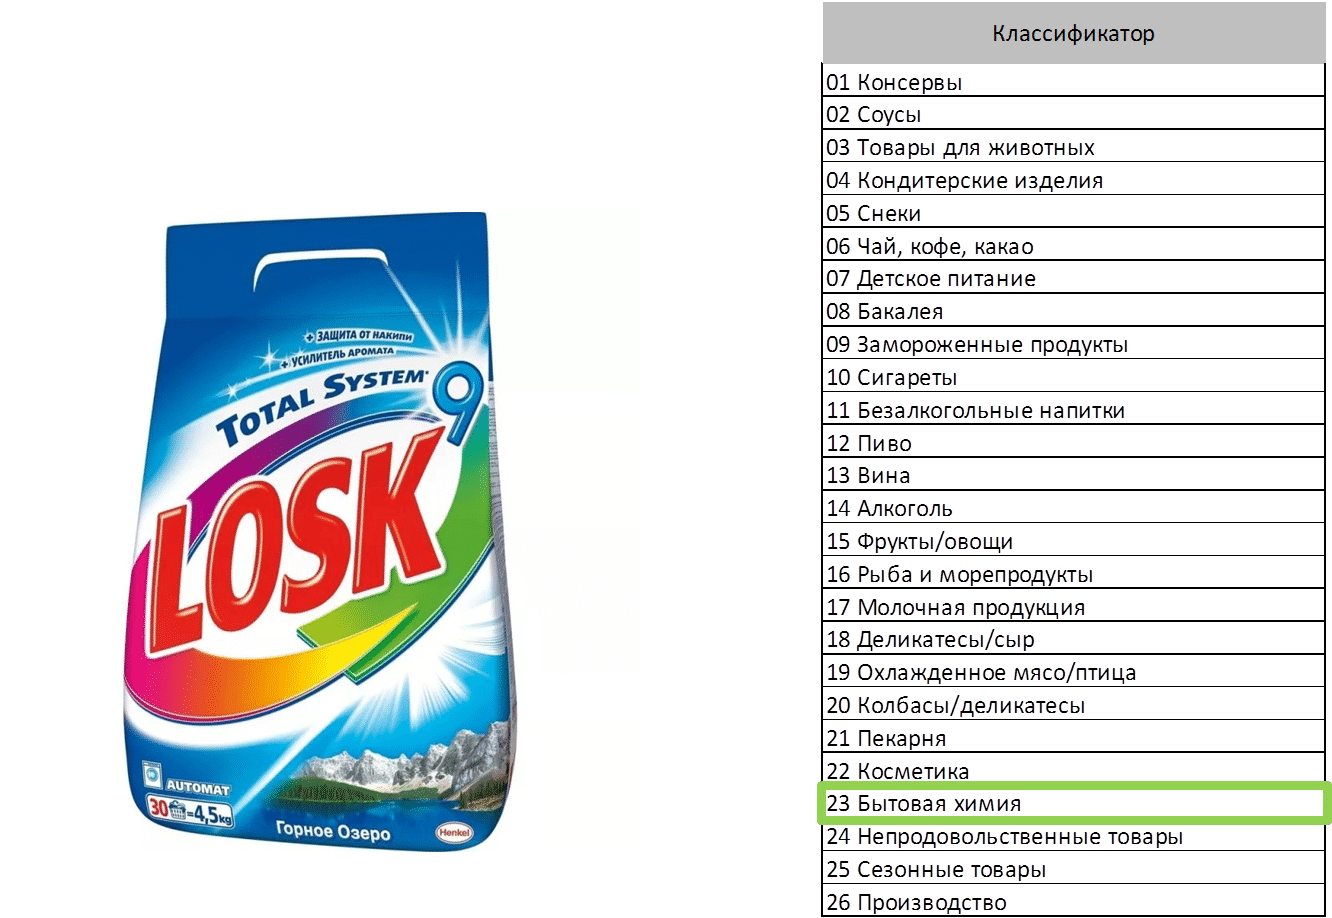 + ЗАЩИТА ОТ НАКИПИ
+ УСИЛИТЕЛЬ АРОМАТА
TOTAL SYSTEM 9
LOSK
AUTOMAT
30 =4,5kg
Горное Озеро
Henkel
Классификатор
01 Консервы
02 Соусы
03 Товары для животных
04 Кондитерские изделия
05 Снеки
06 Чай, кофе, какао
07 Детское питание
08 Бакалея
09 Замороженные продукты
10 Сигареты
11 Безалкогольные напитки
12 Пиво
13 Вина
14 Алкоголь
15 Фрукты/овощи
16 Рыба и морепродукты
17 Молочная продукция
18 Деликатесы/сыр
19 Охлажденное мясо/птица
20 Колбасы/деликатесы
21 Пекарня
22 Косметика
23 Бытовая химия
24 Непродовольственные товары
25 Сезонные товары
26 Производство